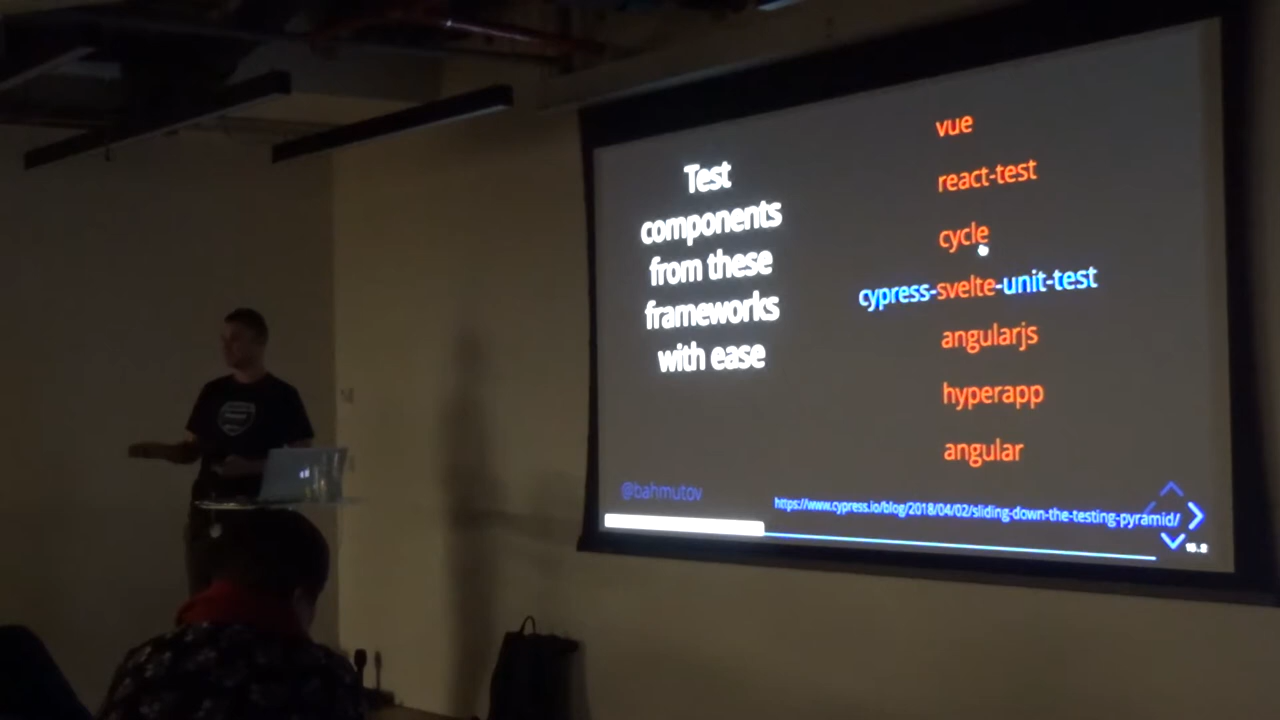 Test
components
from these
frameworks
with ease
vue
react-test
cycle
cypress-svelte-unit-test
angularjs
hyperapp
angular
@bahmutov
https://www.cypress.io/blog/2018/04/02/sliding-down-the-testing-pyramid/